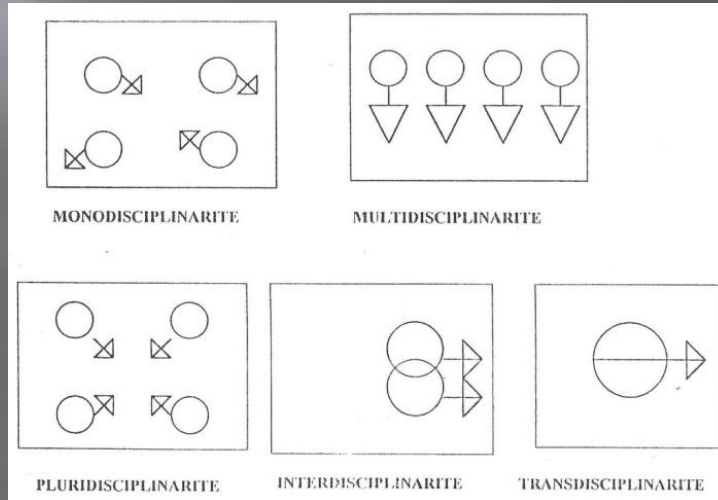 MONODISCIPLINARITE
MULTIDISCIPLINARITE
PLURIDISCIPLINARITE
INTERDISCIPLINARITE
TRANSDISCIPLINARITE